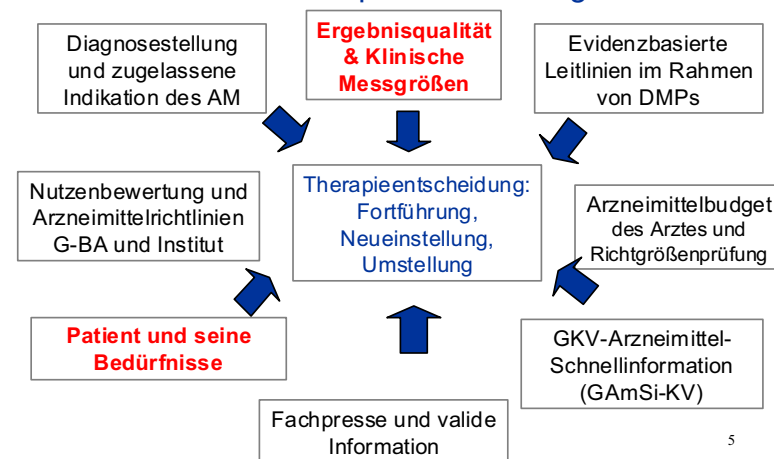 Ergebnisqualität
& Klinische
Messgrößen
Diagnosestellung
und zugelassene
Indikation des AM
Evidenzbasierte
Leitlinien im Rahmen
von DMPs
Nutzenbewertung und
Arzneimittelrichtlinien
G-BA und Institut
Therapieentscheidung:
Fortführung,
Neueinstellung,
Umstellung
Arzneimittelbudget
des Arztes und
Richtgrößenprüfung
Patient und seine
Bedürfnisse
GKV-Arzneimittel-
Schnellinformation
(GAmSi-KV)
Fachpresse und valide
Information
5